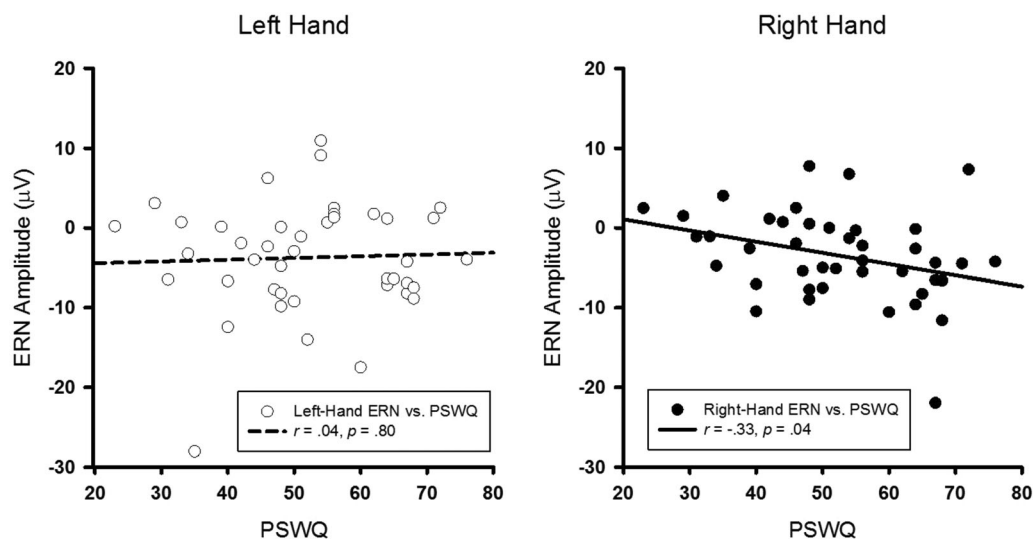 Left Hand
ERN Amplitude (μV)
20
10
0
-10
-20
-30
Left-Hand ERN vs. PSWQ
r = .04, p = .80
20 30 40 50 60 70 80
PSWQ
Right Hand
ERN Amplitude (μV)
20
10
0
-10
-20
-30
Right-Hand ERN vs. PSWQ
r = -.33, p = .04
20 30 40 50 60 70 80
PSWQ